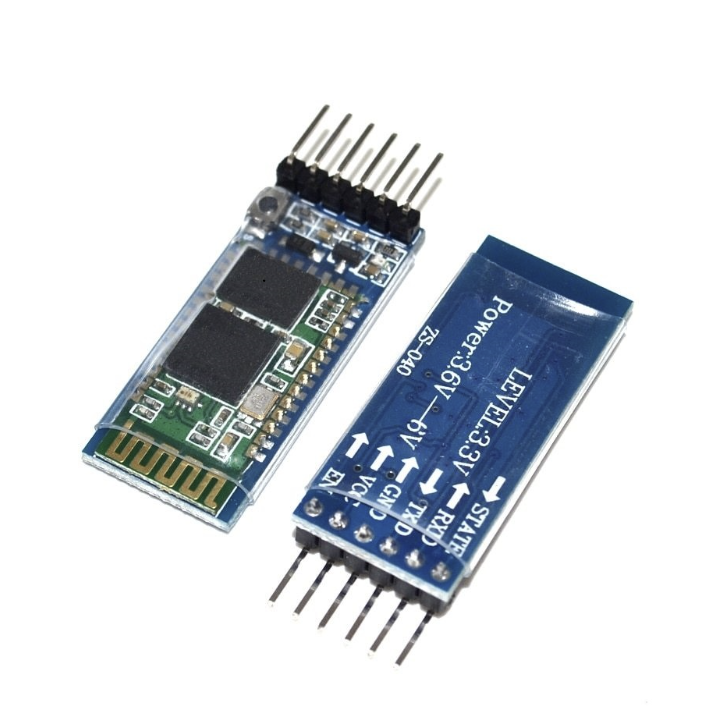 Power:3.6V—6V
LEVEL:3.3V
ZS-040
EN
VCC
GND
TXD
RXD
STATE